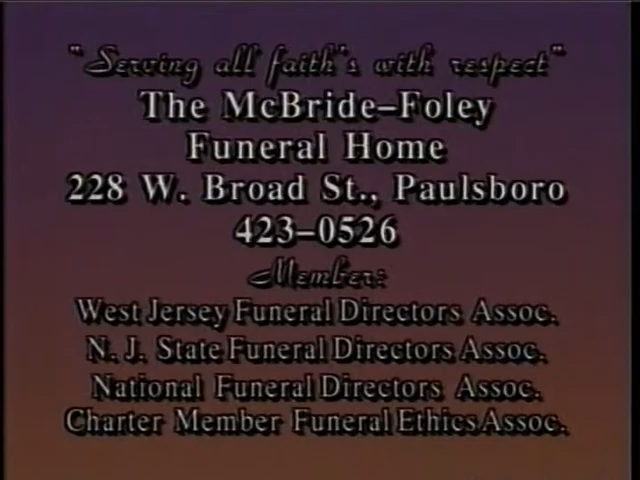 "Serving all faith's with respect"
The McBride–Foley
Funeral Home
228 W. Broad St., Paulsboro
423–0526
Member:
West Jersey Funeral Directors Assoc.
N. J. State Funeral Directors Assoc.
National Funeral Directors Assoc.
Charter Member Funeral Ethics Assoc.